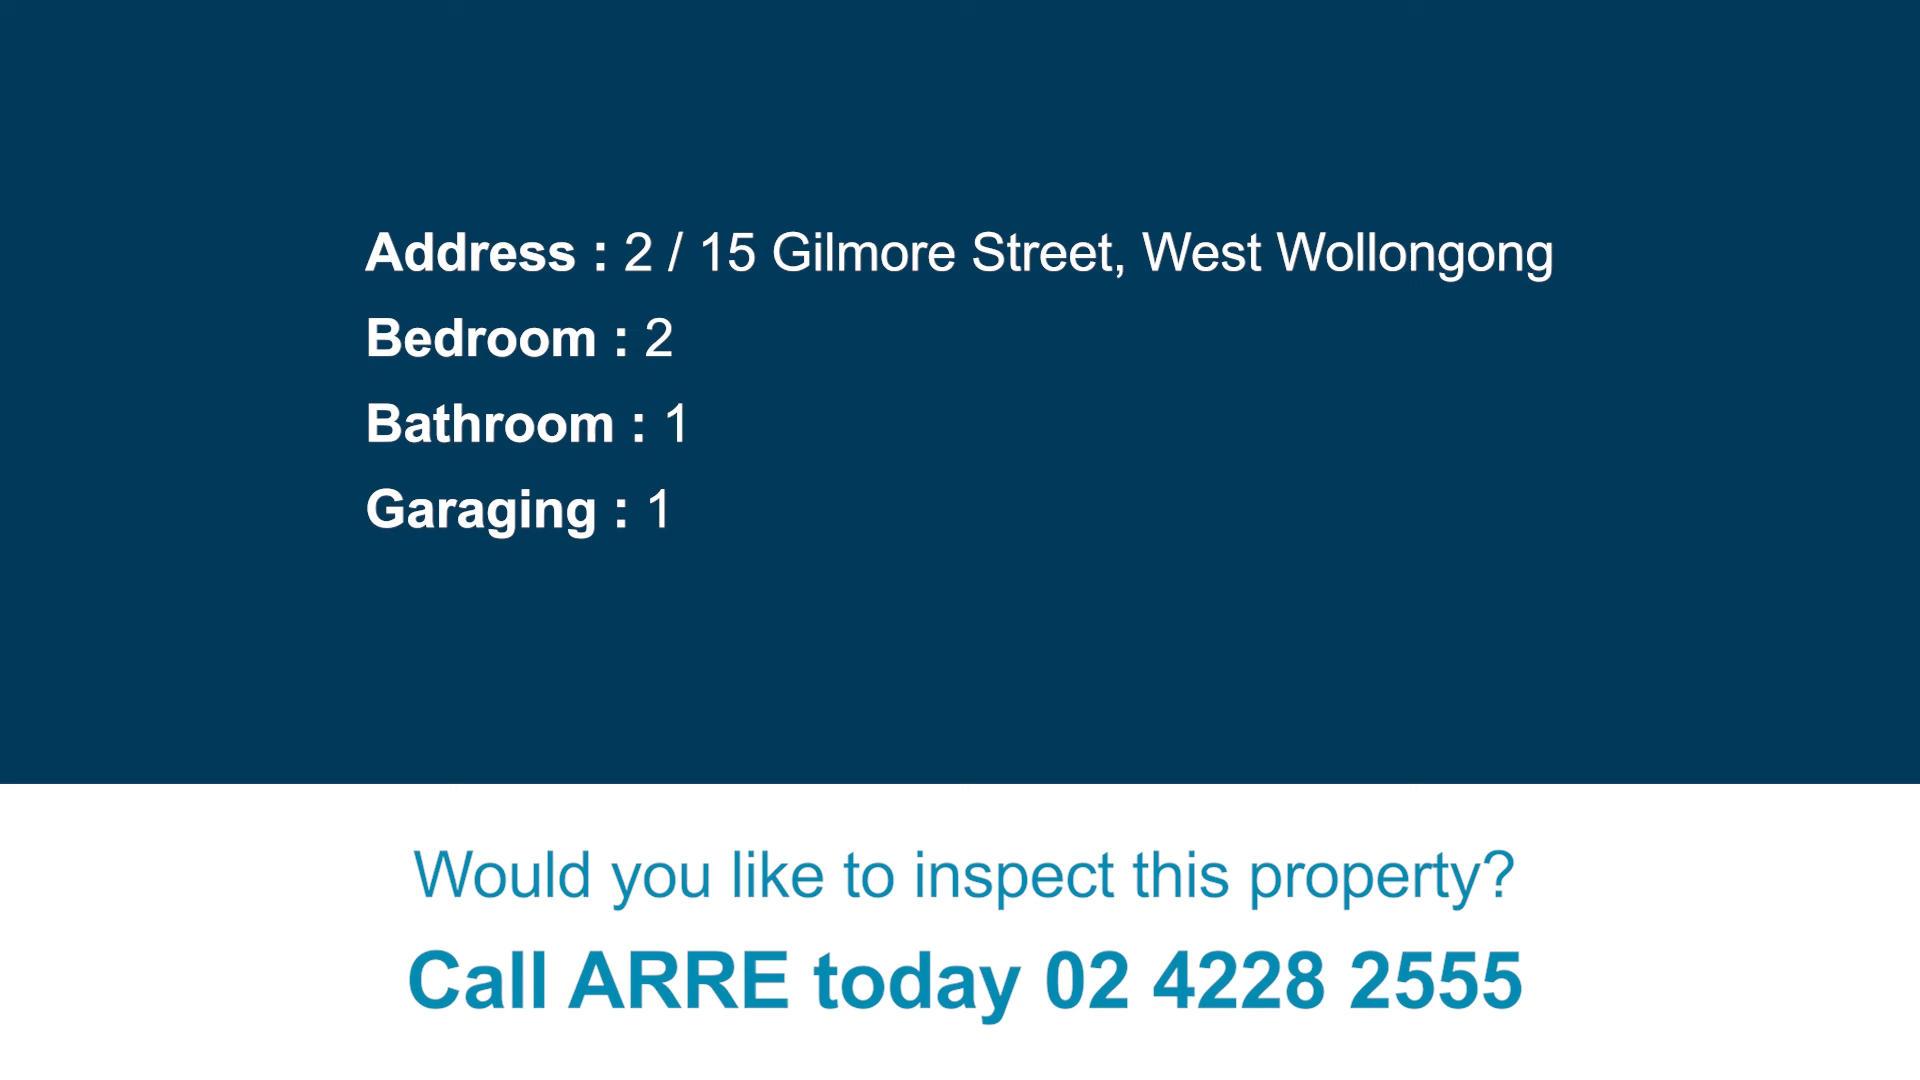 Address : 2 / 15 Gilmore Street, West Wollongong
Bedroom : 2
Bathroom : 1
Garaging : 1
Would you like to inspect this property?
Call ARRE today 02 4228 2555